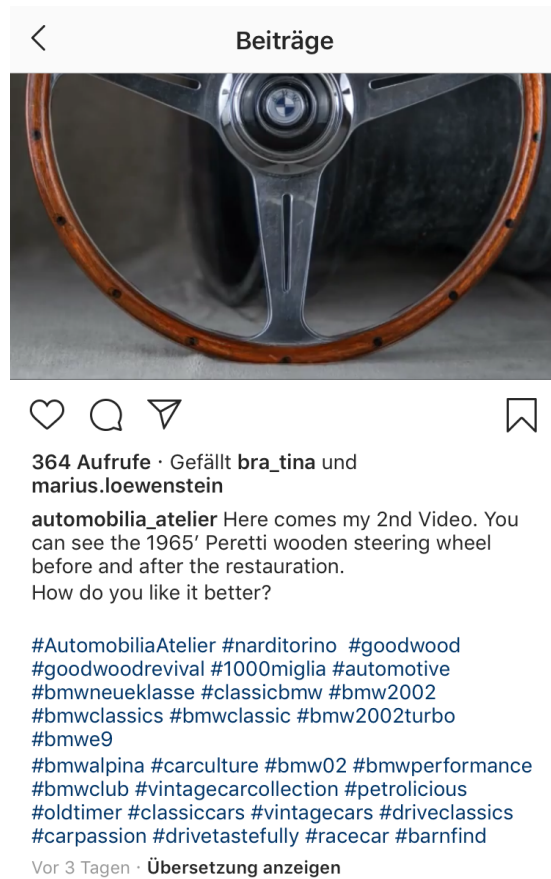 Beiträge
364 Aufrufe · Gefällt bra_tina und
marius.loewenstein
automobilia_atelier Here comes my 2nd Video. You
can see the 1965’ Peretti wooden steering wheel
before and after the restauration.
How do you like it better?
#AutomobiliaAtelier #narditorino #goodwood
#goodwoodrevival #1000miglia #automotive
#bmwneueklasse #classicbmw #bmw2002
#bmwclassics #bmwclassic #bmw2002turbo
#bmwe9
#bmwalpina #carculture #bmw02 #bmwperformance
#bmwclub #vintagecarcollection #petrolicious
#oldtimer #classiccars #vintagecars #driveclassics
#carpassion #drivetastefully #racecar #barnfind
Vor 3 Tagen · Übersetzung anzeigen